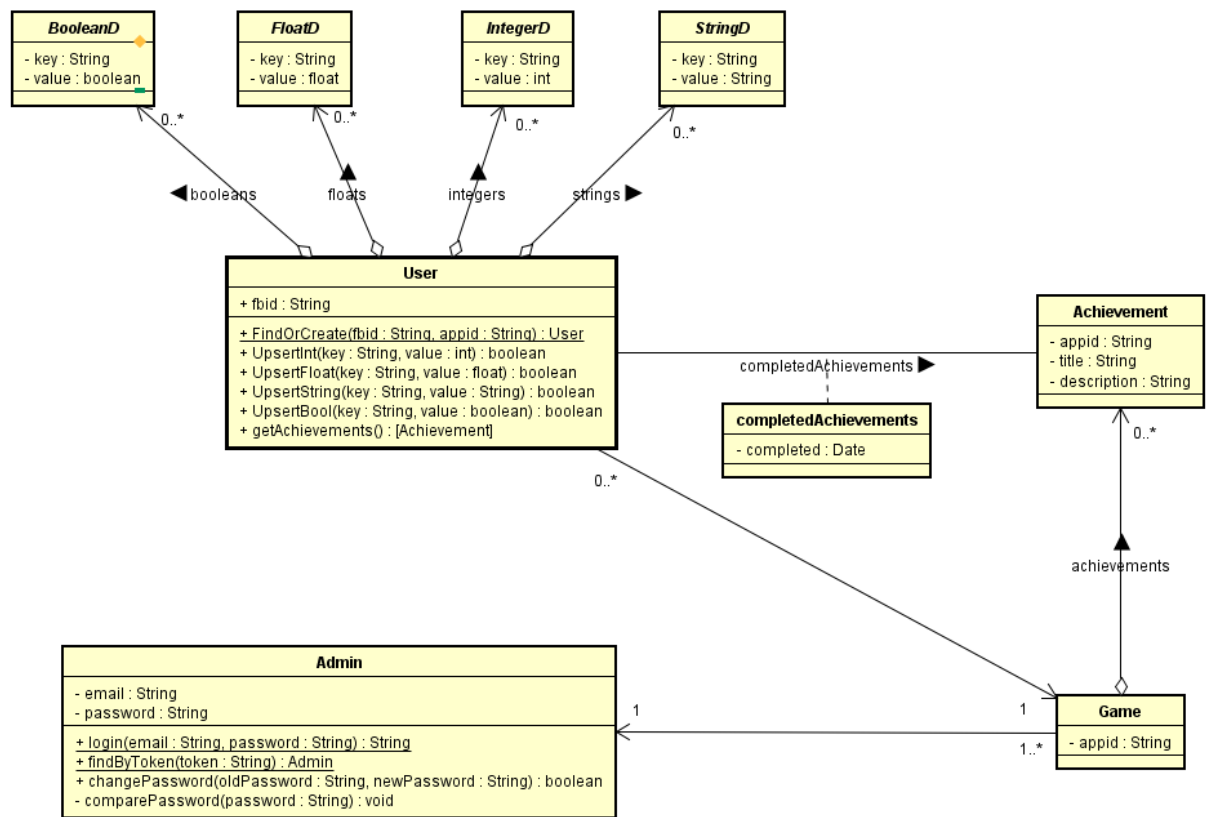 BooleanD
- key : String
- value : boolean
FloatD
- key : String
- value : float
IntegerD
- key : String
- value : int
StringD
- key : String
- value : String
0..*
0..*
0..*
0..*
booleans
floats
integers
strings
User
+ fbid : String
+ FindOrCreate(fbid : String, appid : String) : User
+ UpsertInt(key : String, value : int) : boolean
+ UpsertFloat(key : String, value : float) : boolean
+ UpsertString(key : String, value : String) : boolean
+ UpsertBool(key : String, value : boolean) : boolean
+ getAchievements() : [Achievement]
Achievement
- appid : String
- title : String
- description : String
completedAchievements
completedAchievements
- completed : Date
0..*
0..*
achievements
Admin
- email : String
- password : String
+ login(email : String, password : String) : String
+ findByToken(token : String) : Admin
+ changePassword(oldPassword : String, newPassword : String) : boolean
- comparePassword(password : String) : void
1
1
1..*
Game
- appid : String